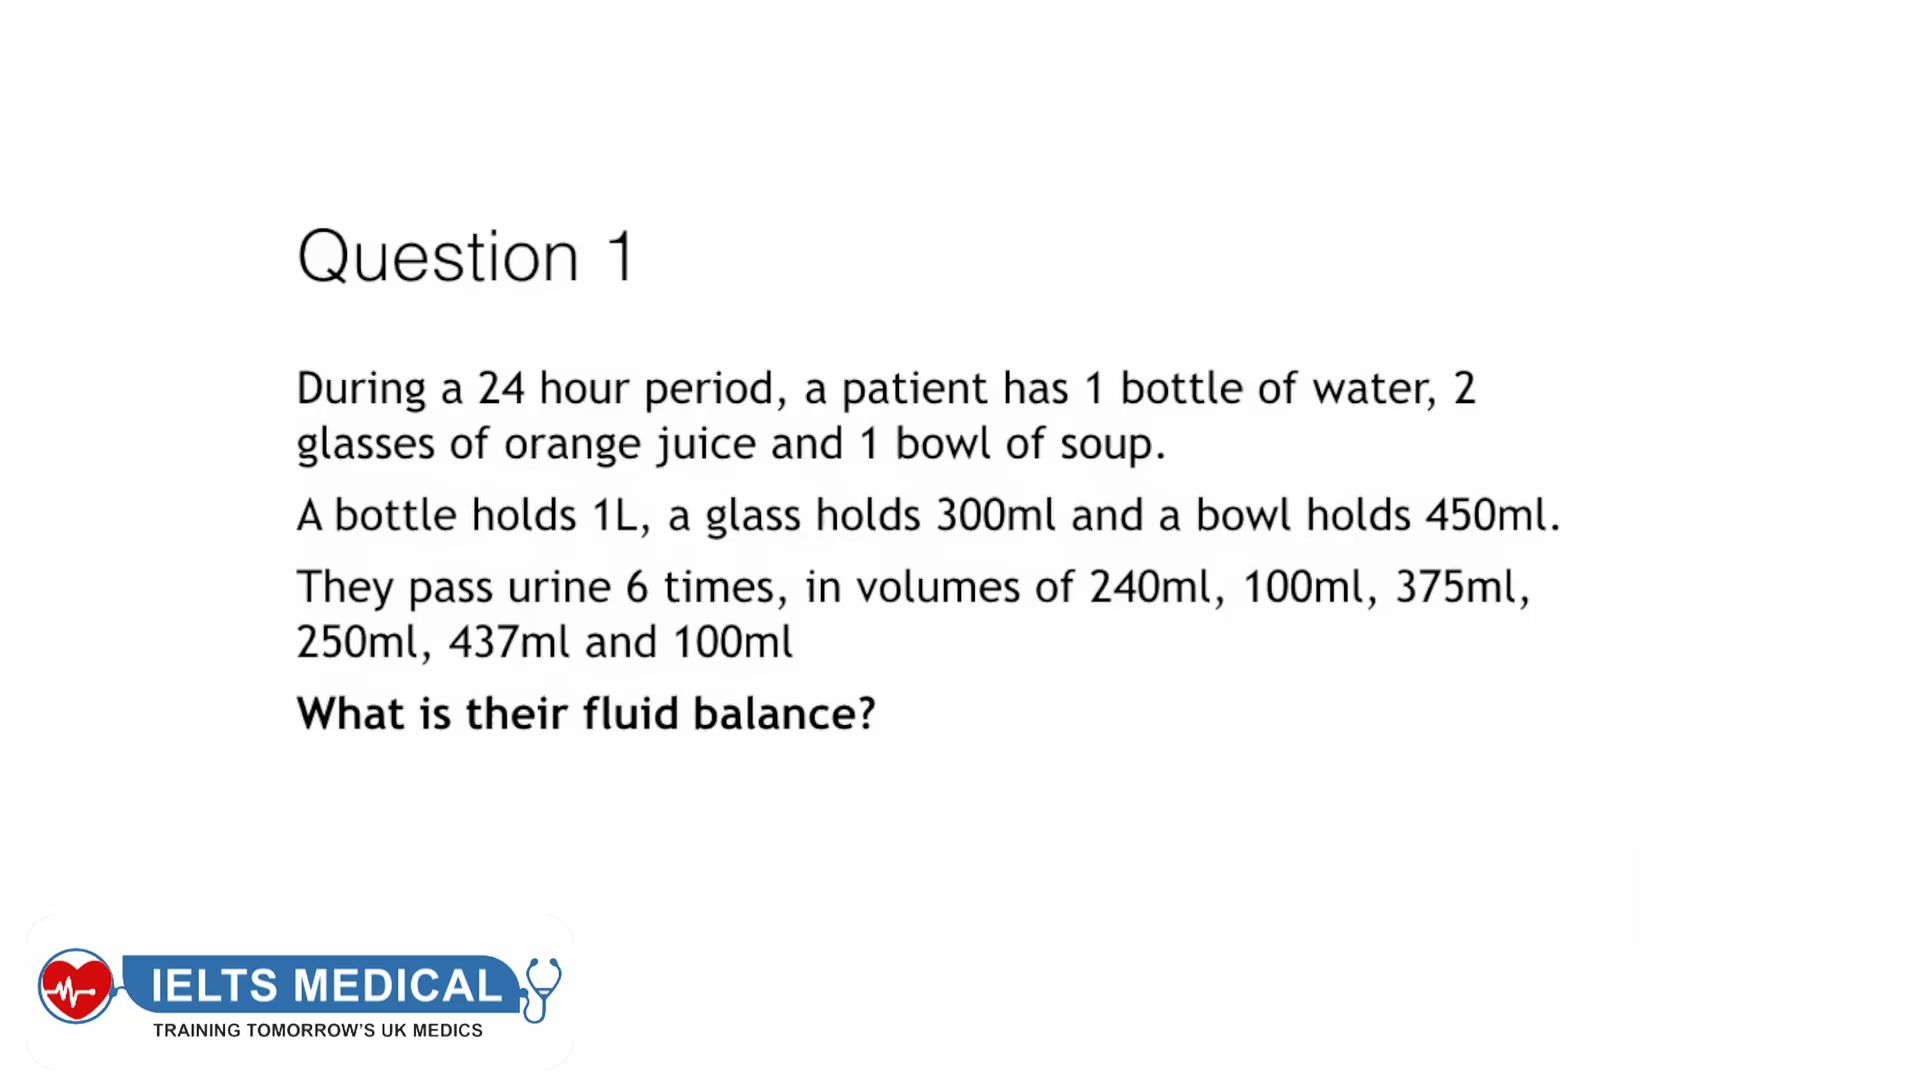 Question 1
During a 24 hour period, a patient has 1 bottle of water, 2
glasses of orange juice and 1 bowl of soup.
A bottle holds 1L, a glass holds 300ml and a bowl holds 450ml.
They pass urine 6 times, in volumes of 240ml, 100ml, 375ml,
250ml, 437ml and 100ml
What is their fluid balance?
IELTS MEDICAL
TRAINING TOMORROW'S UK MEDICS